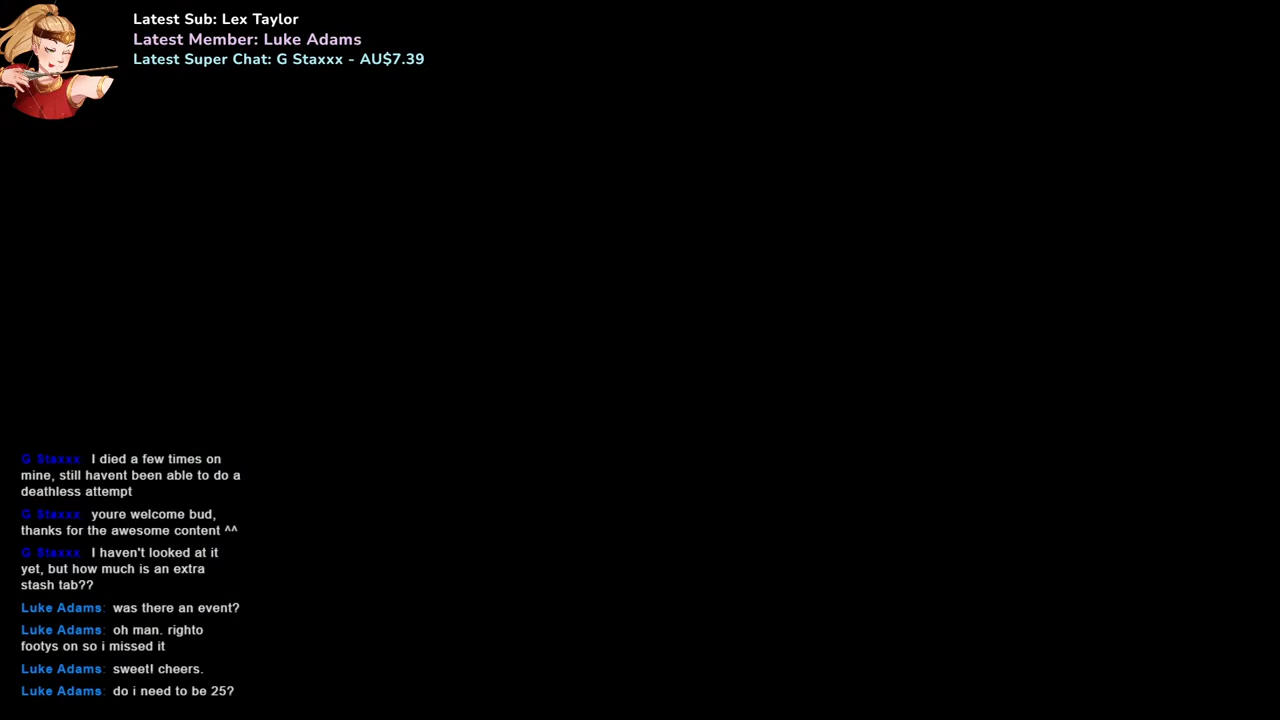 Latest Sub: Lex Taylor
Latest Member: Luke Adams
Latest Super Chat: G Staxxx - AU$7.39
G Staxxx I died a few times on
mine, still havent been able to do a
deathless attempt
G Staxxx youre welcome bud,
thanks for the awesome content ^^
G Staxxx I haven't looked at it
yet, but how much is an extra
stash tab??
Luke Adams: was there an event?
Luke Adams: oh man. righto
footys on so i missed it
Luke Adams: sweet! cheers.
Luke Adams: do i need to be 25?